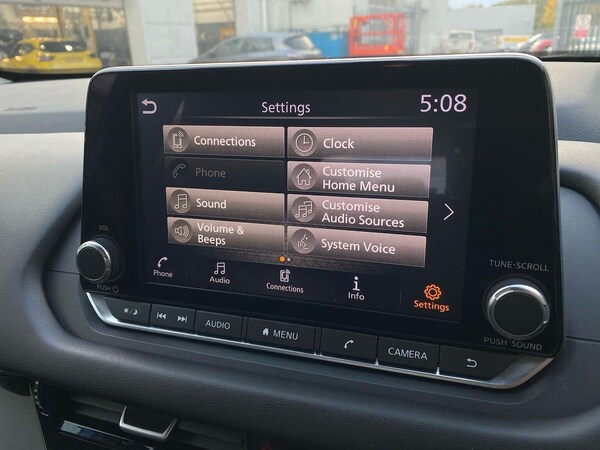 Settings
5:08
Connections
Clock
Phone
Customise
Home Menu
Sound
Customise
Audio Sources
Volume &
Beeps
System Voice
Phone
Audio
Connections
Info
Settings
VOL
PUSH
TUNE·SCROLL
PUSH SOUND
AUDIO
MENU
CAMERA